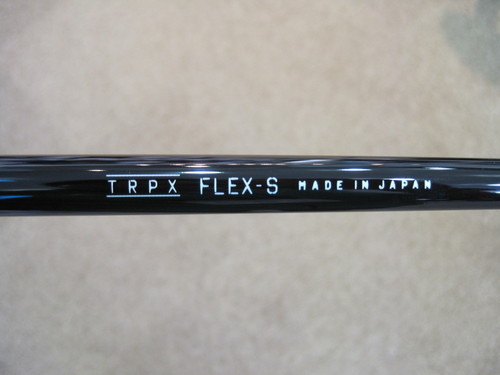 TRPX FLEX-S MADE IN JAPAN